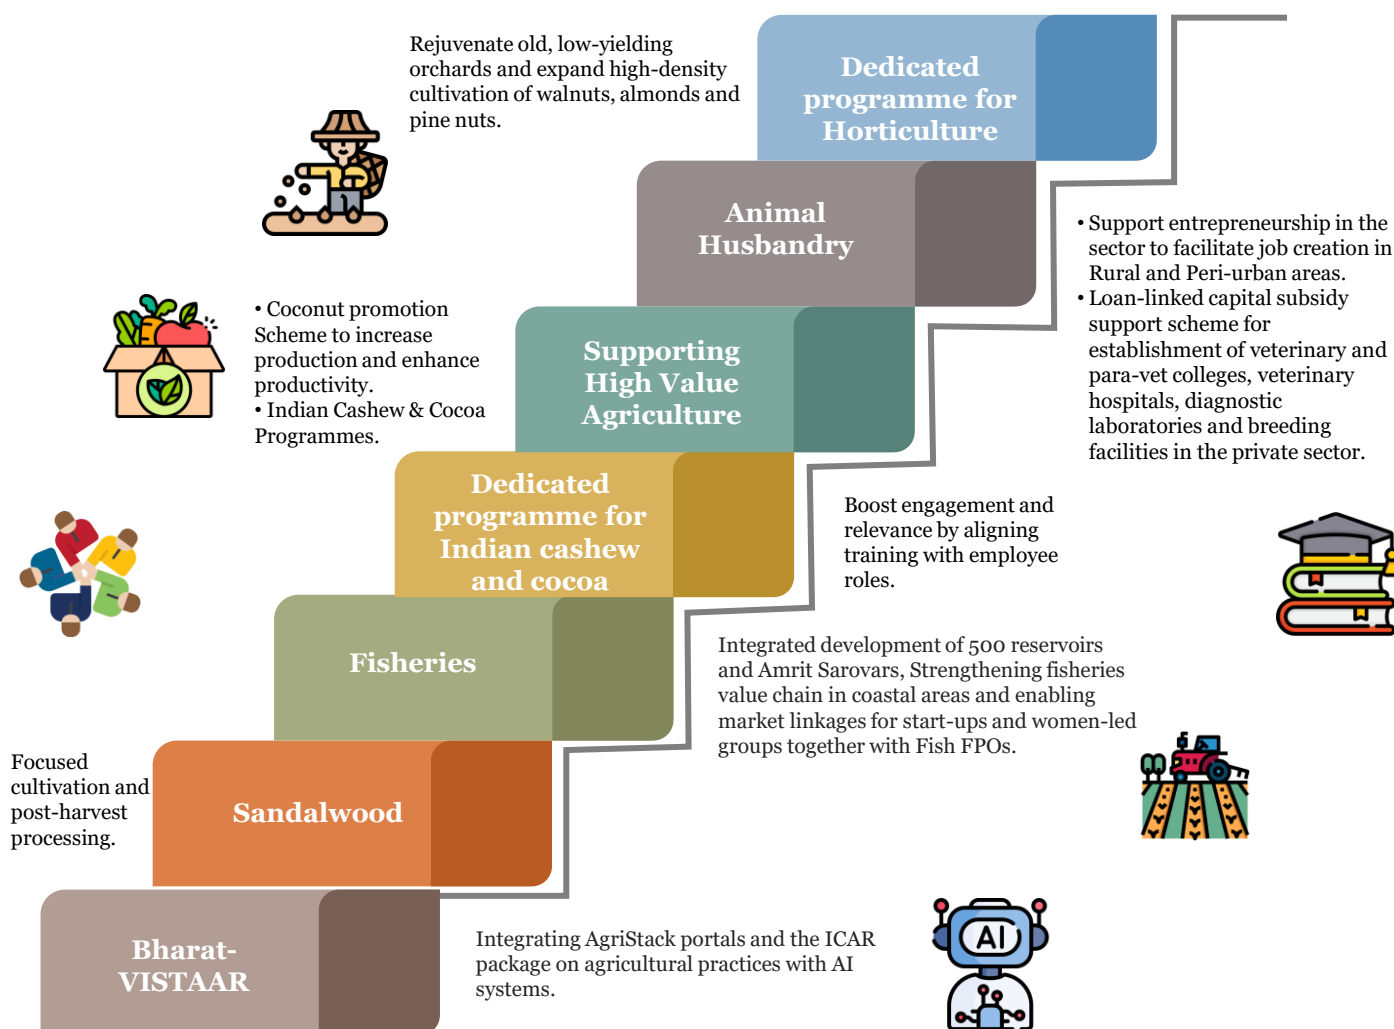 Rejuvenate old, low-yielding
orchards and expand high-density
cultivation of walnuts, almonds and
pine nuts.
Dedicated
programme for
Horticulture
Animal
Husbandry
• Support entrepreneurship in the
sector to facilitate job creation in
Rural and Peri-urban areas.
• Loan-linked capital subsidy
support scheme for
establishment of veterinary and
para-vet colleges, veterinary
hospitals, diagnostic
laboratories and breeding
facilities in the private sector.
• Coconut promotion
Scheme to increase
production and enhance
productivity.
• Indian Cashew & Cocoa
Programmes.
Supporting
High Value
Agriculture
Dedicated
programme for
Indian cashew
and cocoa
Boost engagement and
relevance by aligning
training with employee
roles.
Fisheries
Integrated development of 500 reservoirs
and Amrit Sarovars, Strengthening fisheries
value chain in coastal areas and enabling
market linkages for start-ups and women-led
groups together with Fish FPOs.
Focused
cultivation and
post-harvest
processing.
Sandalwood
Bharat-
VISTAAR
Integrating AgriStack portals and the ICAR
package on agricultural practices with AI
systems.
AI